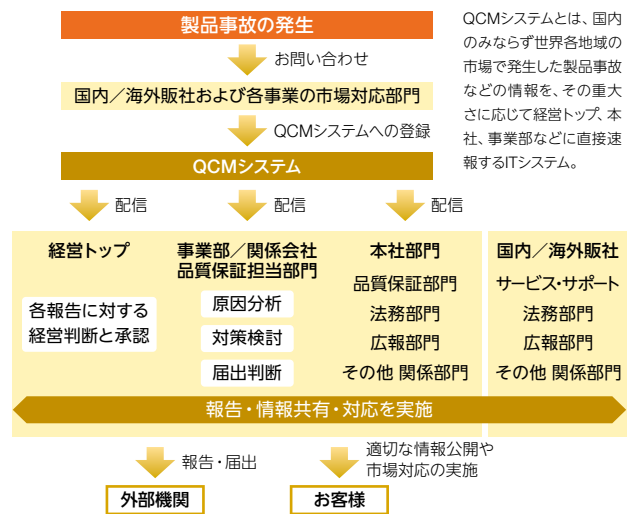 製品事故の発生
お問い合わせ
国内／海外販社および各事業の市場対応部門
QCMシステムへの登録
QCMシステム
QCMシステムとは、国内
のみならず世界各地域の
市場で発生した製品事故
などの情報を、その重大
さに応じて経営トップ、本
社、事業部などに直接速
報するITシステム。
配信
配信
配信
経営トップ
各報告に対する
経営判断と承認
事業部／関係会社
品質保証担当部門
原因分析
対策検討
届出判断
本社部門
品質保証部門
法務部門
広報部門
その他 関係部門
国内／海外販社
サービス・サポート
法務部門
広報部門
その他 関係部門
報告・情報共有・対応を実施
報告・届出
適切な情報公開や
市場対応の実施
外部機関
お客様